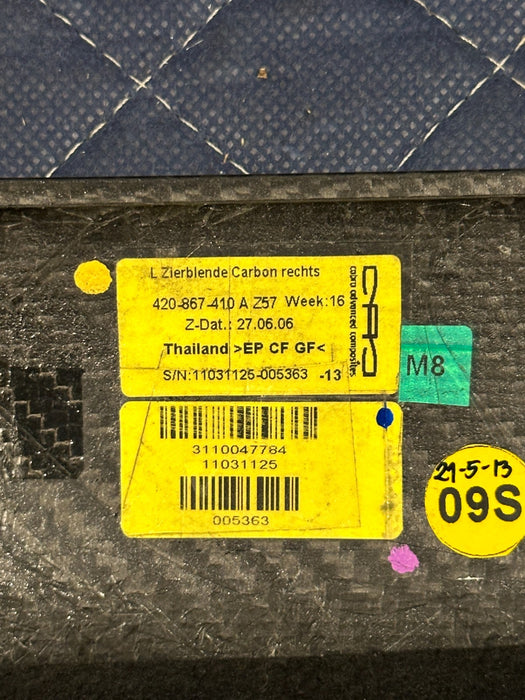 L Zierblende Carbon rechts
420-867-410 A Z57 Week:16
Z-Dat.: 27.06.06
Thailand >EP CF GF<
S/N:11031125-005363 -13
capro advanced composites
M8
3110047784
11031125
005363
21-5-13
09S